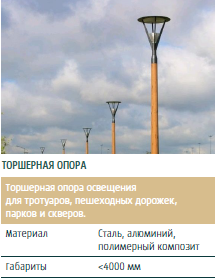 ТОРШЕРНАЯ ОПОРА
Торшерная опора освещения
для тротуаров, пешеходных дорожек,
парков и скверов.
Материал Сталь, алюминий,
полимерный композит
Габариты <4000 мм